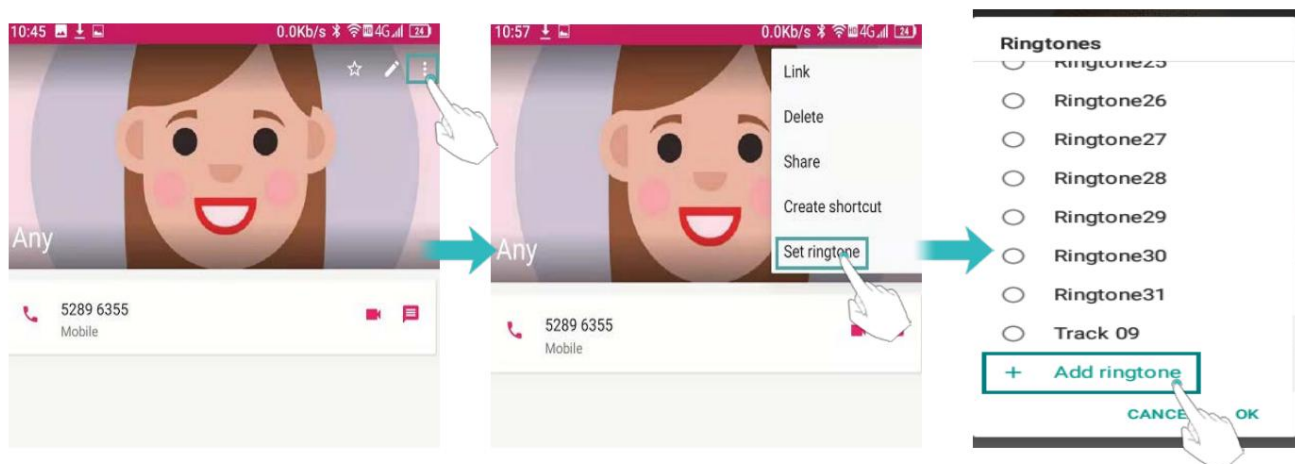 10:45
0.0Kb/s 4G 24
Any
5289 6355
Mobile
10:57
0.0Kb/s 4G 24
Link
Delete
Share
Create shortcut
Set ringtone
Any
5289 6355
Mobile
Ringtones
Ringtone25
Ringtone26
Ringtone27
Ringtone28
Ringtone29
Ringtone30
Ringtone31
Track 09
+ Add ringtone
CANCE OK